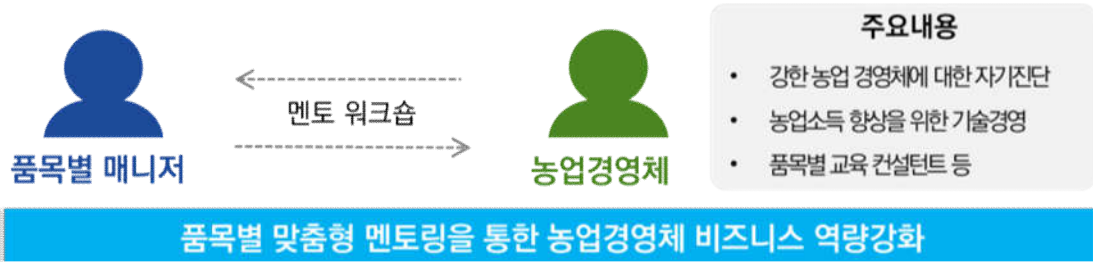 주요내용
• 강한 농업 경영체에 대한 자기진단
• 농업소득 향상을 위한 기술경영
• 품목별 교육 컨설턴트 등
멘토 워크숍
품목별 매니저
농업경영체
품목별 맞춤형 멘토링을 통한 농업경영체 비즈니스 역량강화